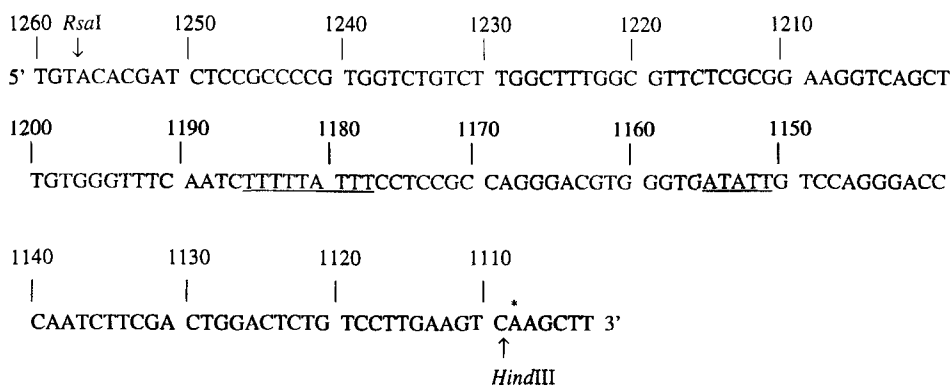 1260 RsaI 1250 1240 1230 1220 1210
5' TGTACACGAT CTCCGCCCCG TGGTCTGTCT TGGCTTTGGC GTTCTCGCGG AAGGTCAGCT
1200 1190 1180 1170 1160 1150
TGTGGGTTTC AATCTTTTTA TTTCCTCCGC CAGGGACGTG GGTGATATTG TCCAGGGACC
1140 1130 1120 1110
CAATCTTCGA CTGGACTCTG TCCTTGAAGT CAAGCTT 3'
HindIII